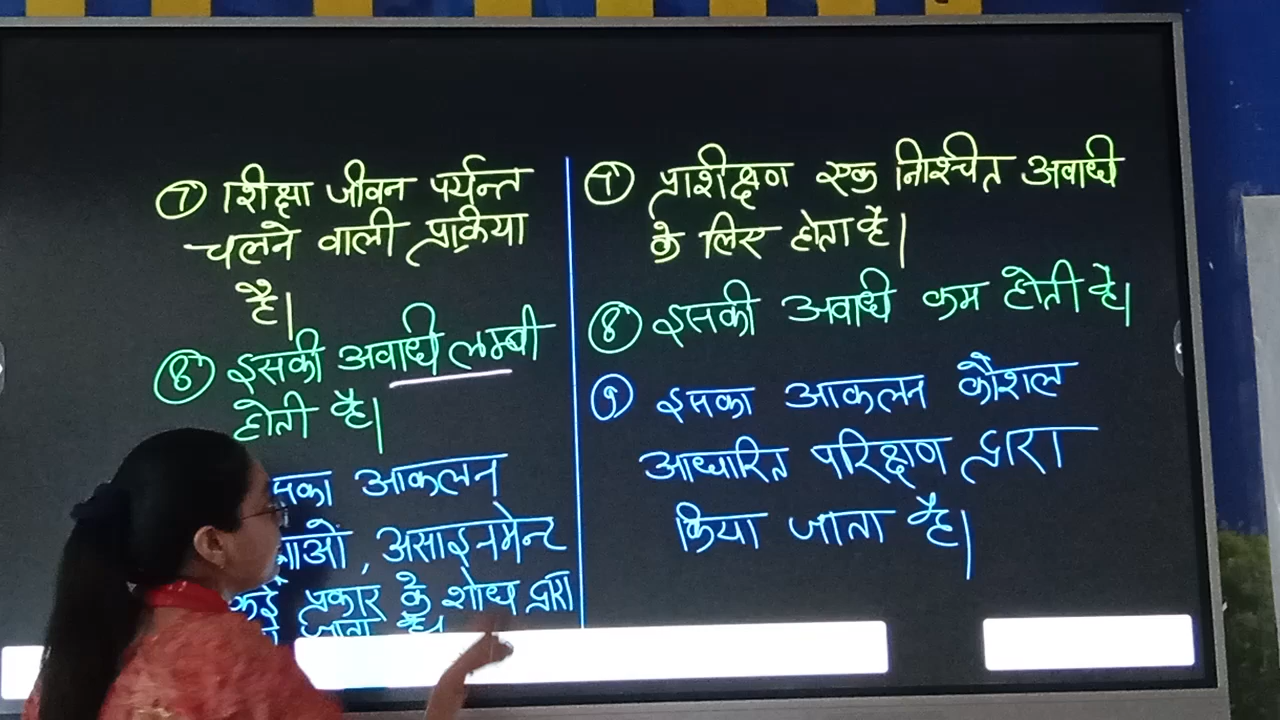 ⑦ शिक्षा जीवन पर्यन्त
चलने वाली प्रक्रिया
है।
⑧ इसकी अवधि लम्बी
होती है।
आकलन
असाइनमेन्ट
कई प्रकार के शोध द्वारा
जाता है।
⑦ प्रशिक्षण एक निश्चित अवधि
के लिए होता है।
⑧ इसकी अवधि कम होती है।
⑨ इसका आकलन कौशल
आधारित परिक्षण द्वारा
किया जाता है।